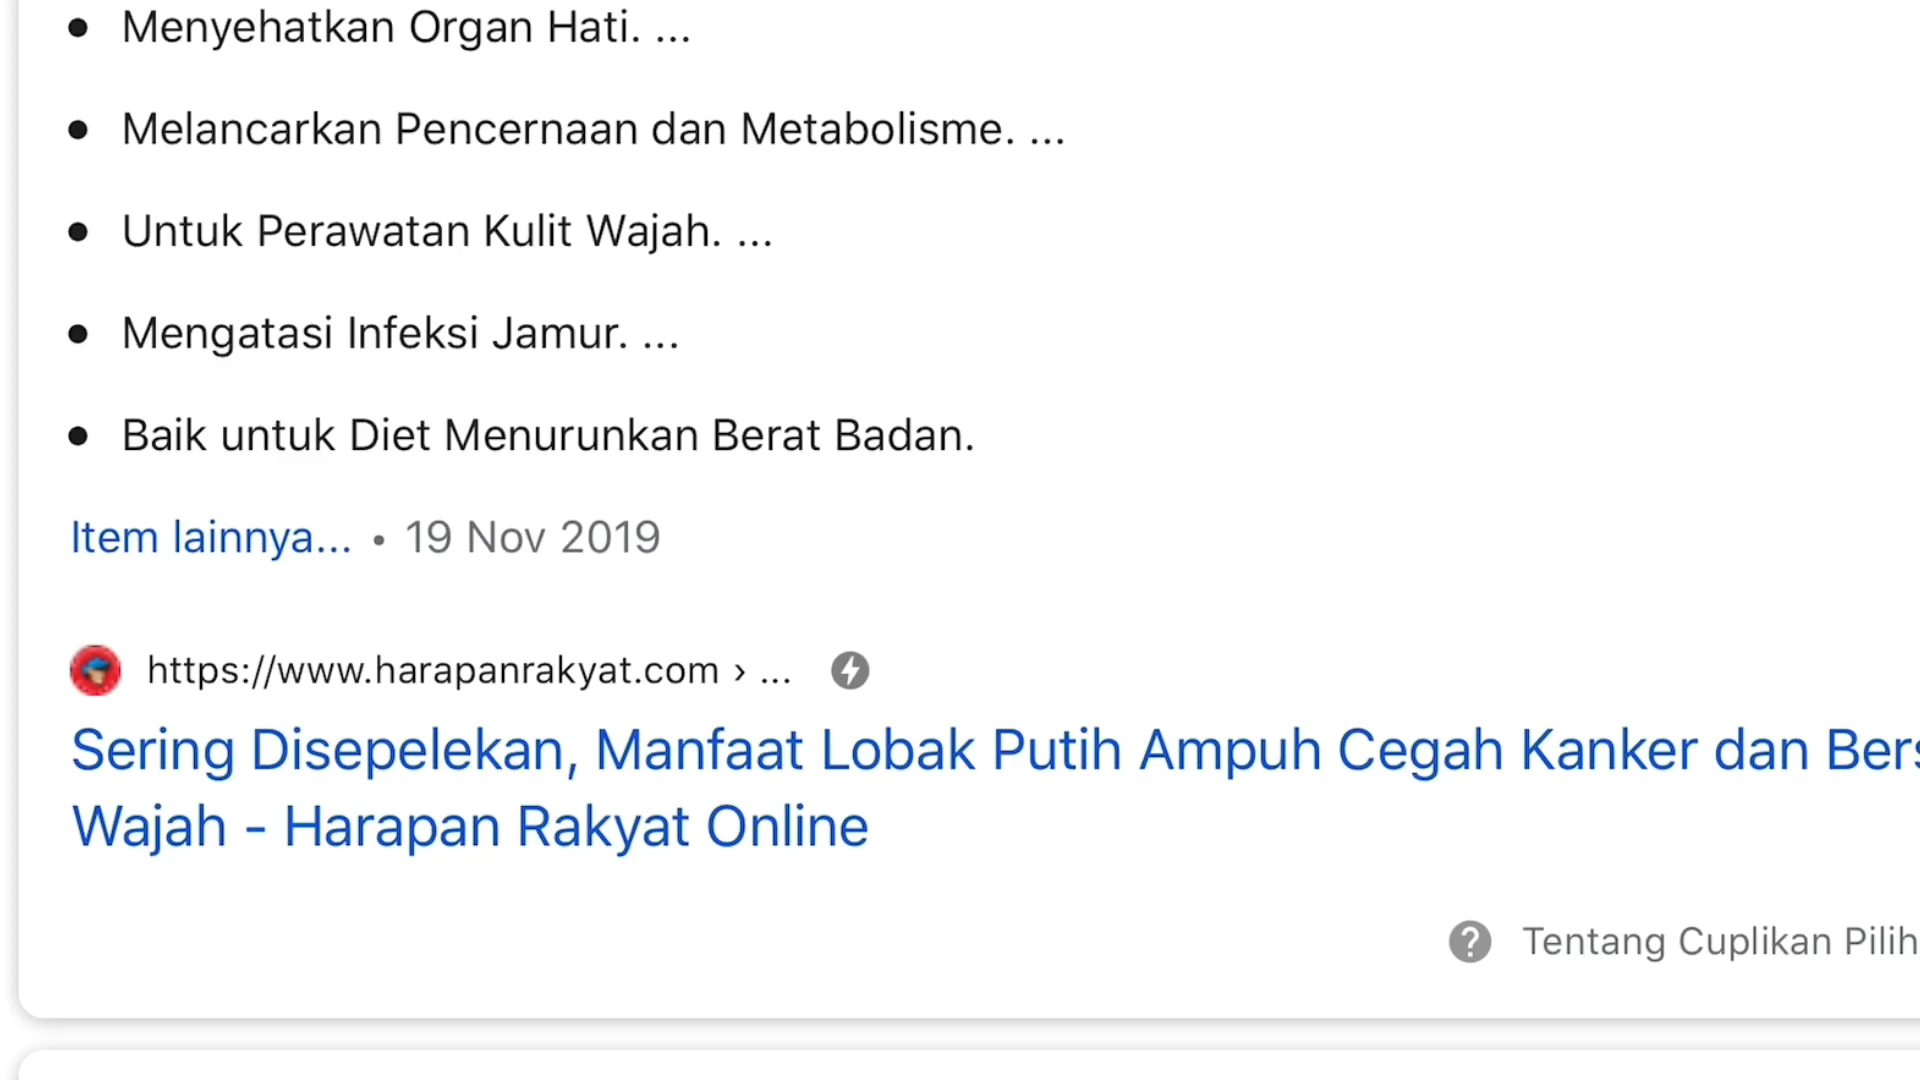 Menyehatkan Organ Hati. ...
Melancarkan Pencernaan dan Metabolisme. ...
Untuk Perawatan Kulit Wajah. ...
Mengatasi Infeksi Jamur. ...
Baik untuk Diet Menurunkan Berat Badan.
Item lainnya... • 19 Nov 2019
https://www.harapanrakyat.com › ...
Sering Disepelekan, Manfaat Lobak Putih Ampuh Cegah Kanker dan
Wajah - Harapan Rakyat Online
Tentang Cuplikan